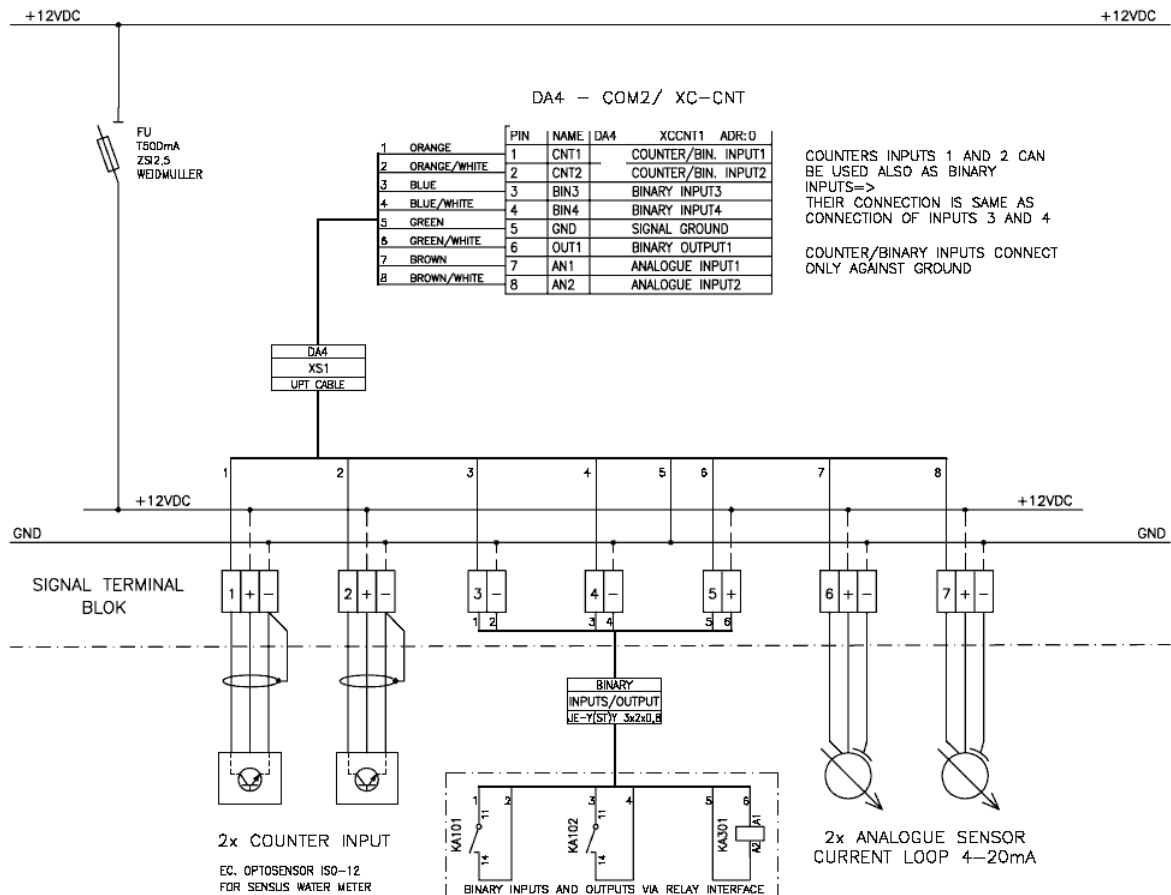 +12VDC
+12VDC
FU
T500mA
ZSI2,5
WEIDMULLER
DA4 - COM2/ XC-CNT
PIN NAME DA4 XCCNT1 ADR:0
1 ORANGE 1 CNT1 COUNTER/BIN. INPUT1
2 ORANGE/WHITE 2 CNT2 COUNTER/BIN. INPUT2
3 BLUE 3 BIN3 BINARY INPUT3
4 BLUE/WHITE 4 BIN4 BINARY INPUT4
5 GREEN 5 GND SIGNAL GROUND
6 GREEN/WHITE 6 OUT1 BINARY OUTPUT1
7 BROWN 7 AN1 ANALOGUE INPUT1
8 BROWN/WHITE 8 AN2 ANALOGUE INPUT2
COUNTERS INPUTS 1 AND 2 CAN
BE USED ALSO AS BINARY
INPUTS=>
THEIR CONNECTION IS SAME AS
CONNECTION OF INPUTS 3 AND 4
COUNTER/BINARY INPUTS CONNECT
ONLY AGAINST GROUND
DA4
XS1
UPT CABLE
1 2 3 4 5 6 7 8
+12VDC
+12VDC
GND
GND
SIGNAL TERMINAL
BLOK
1 + - 2 + - 3 - 4 - 5 + 6 + - 7 + -
1 2 3 4 5 6
BINARY
INPUTS/OUTPUT
JE-Y(ST)Y 3x2x0,8
1 2 3 4 5 6
KA101 11 14
KA102 11 14
KA301 A1 A2
BINARY INPUTS AND OUTPUTS VIA RELAY INTERFACE
2x COUNTER INPUT
EC. OPTOSENSOR ISO-12
FOR SENSUS WATER METER
2x ANALOGUE SENSOR
CURRENT LOOP 4-20mA